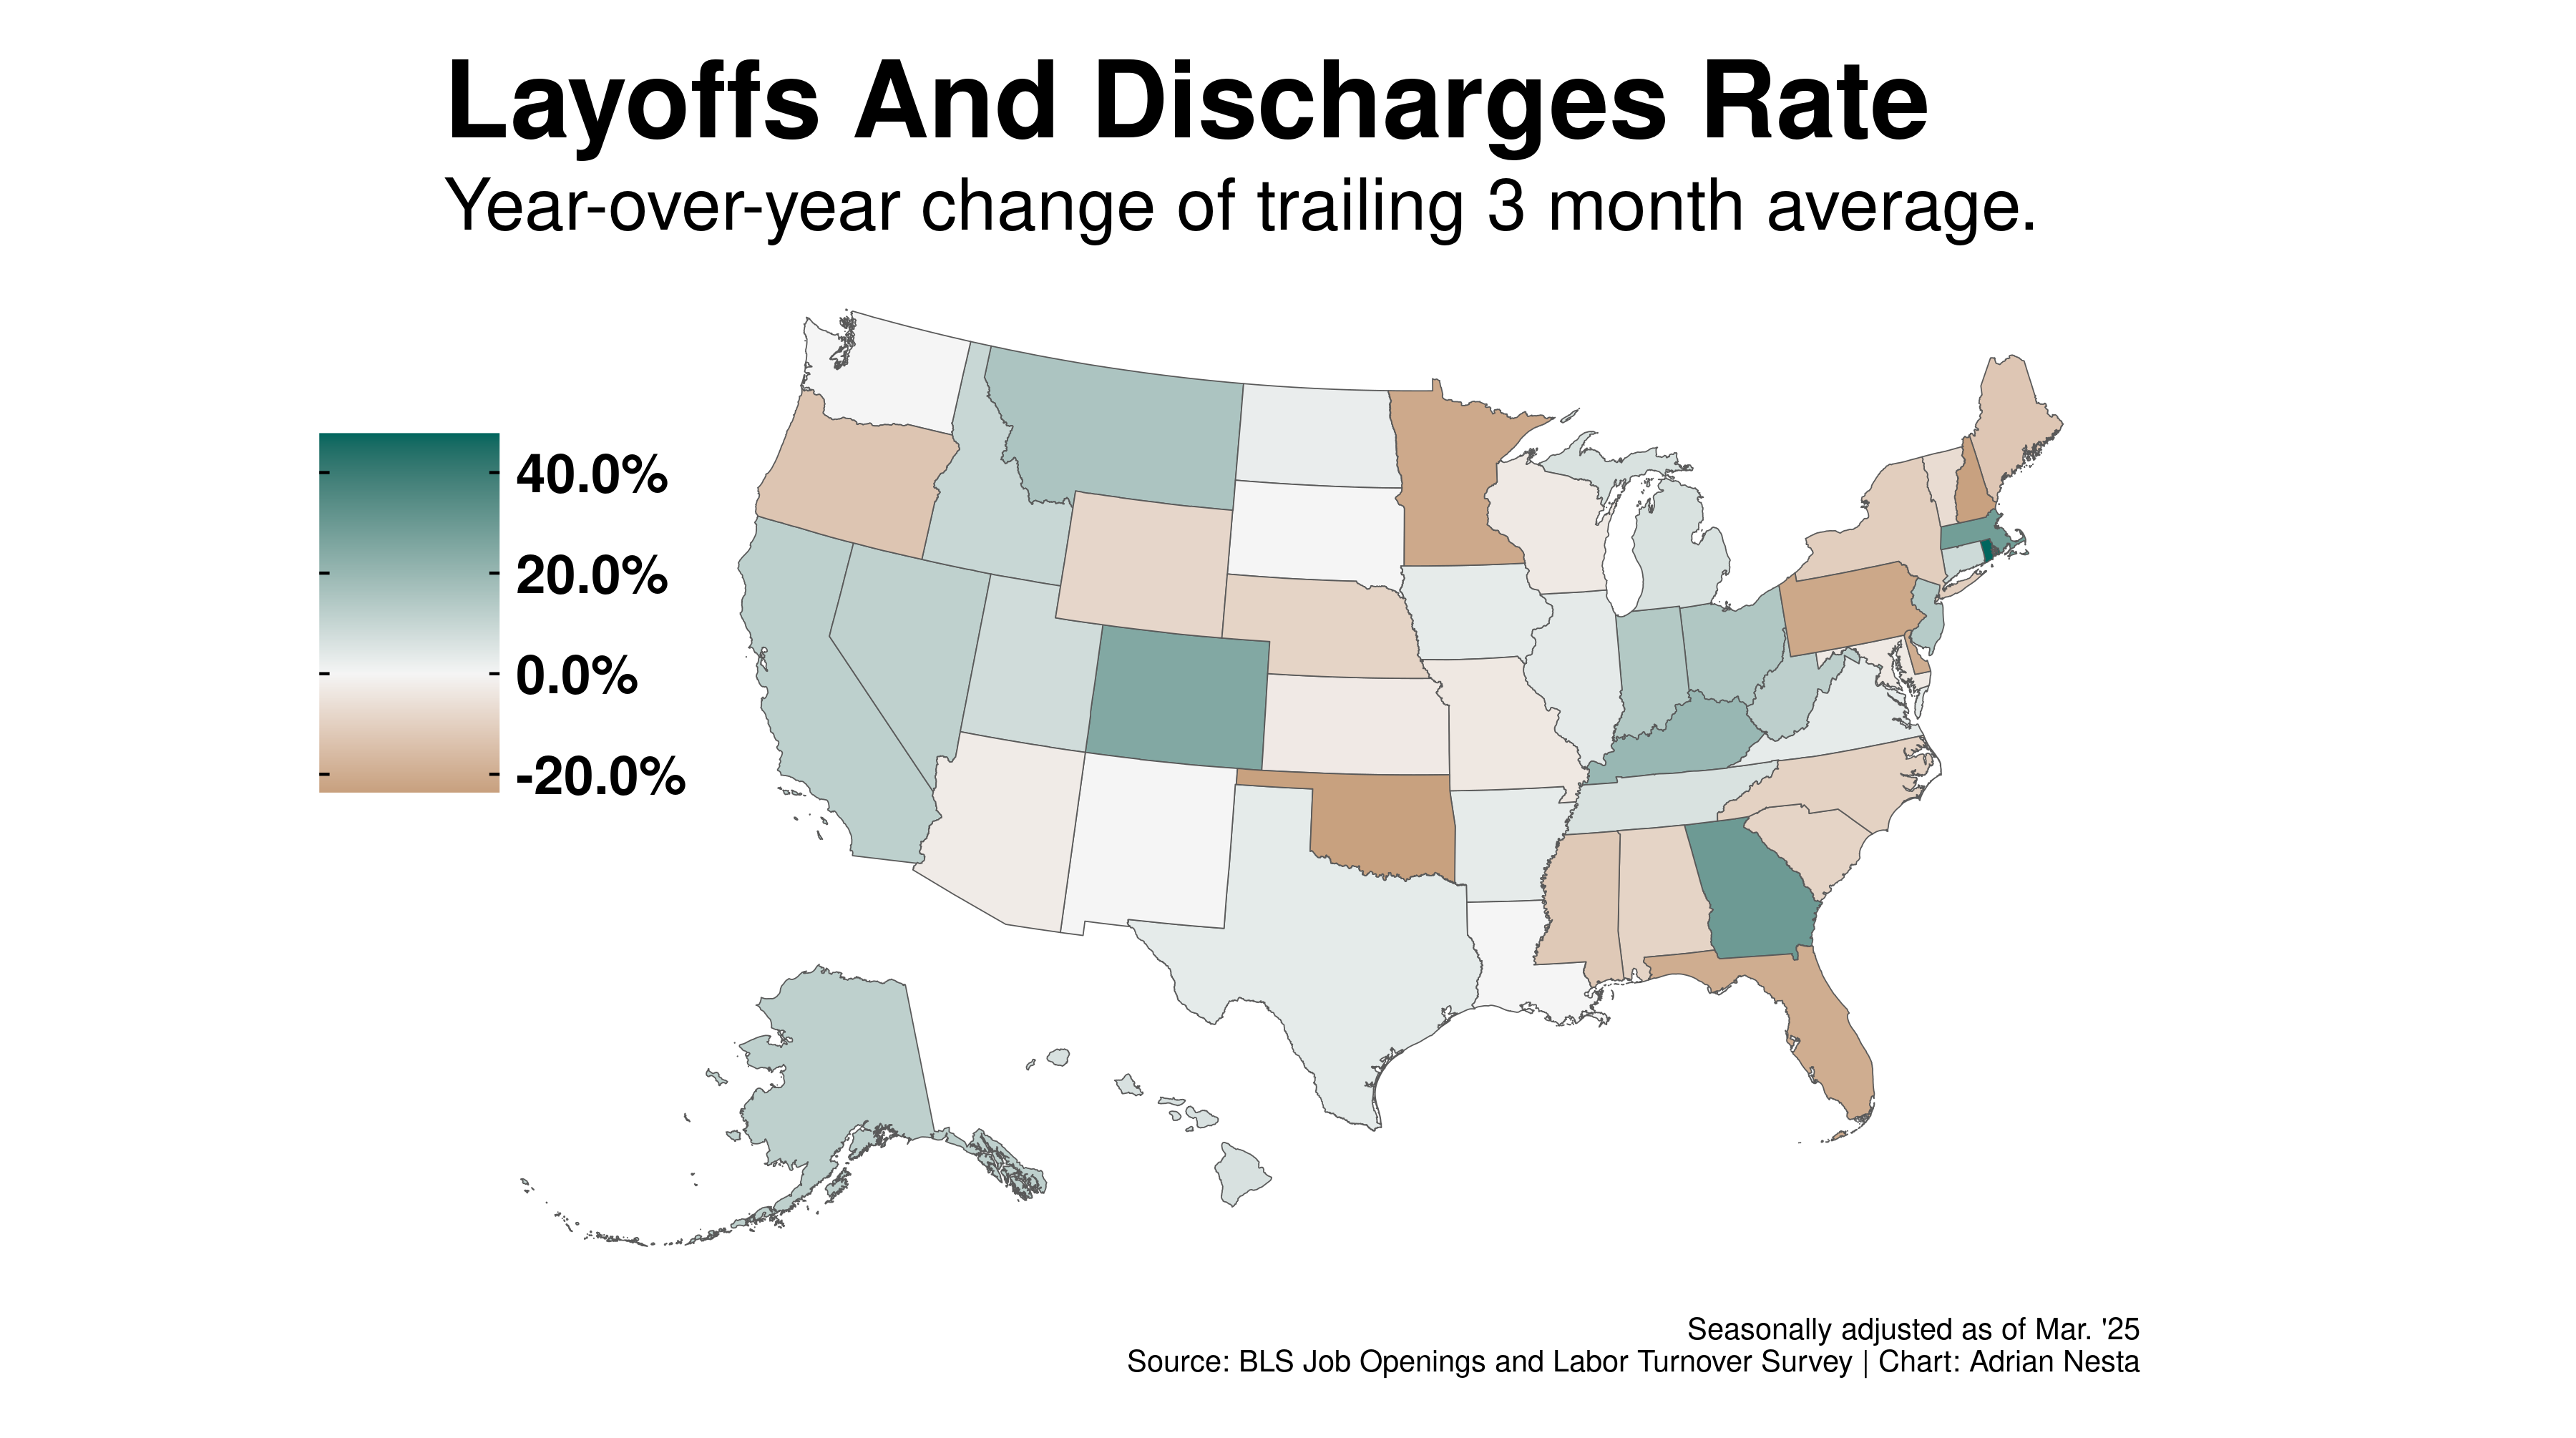 Layoffs And Discharges Rate
Year-over-year change of trailing 3 month average.
40.0%
20.0%
0.0%
-20.0%
Seasonally adjusted as of Mar. '25
Source: BLS Job Openings and Labor Turnover Survey | Chart: Adrian Nesta